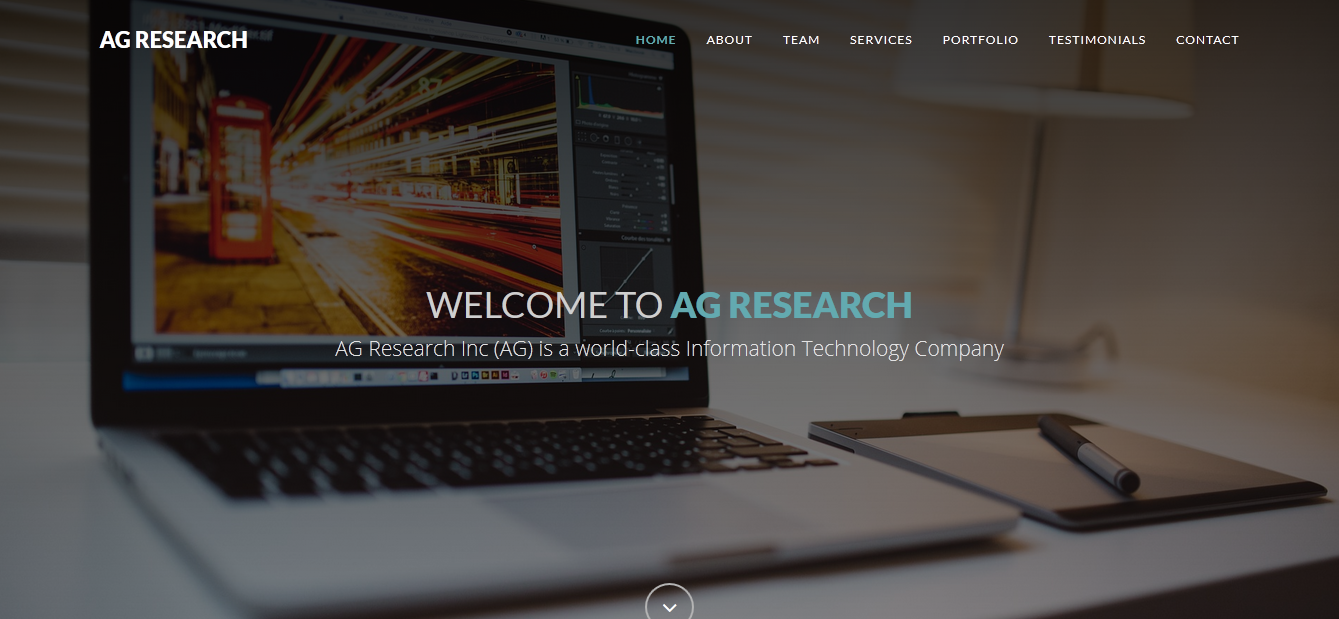 AG RESEARCH
HOME ABOUT TEAM SERVICES PORTFOLIO TESTIMONIALS CONTACT
WELCOME TO AG RESEARCH
AG Research Inc (AG) is a world-class Information Technology Company